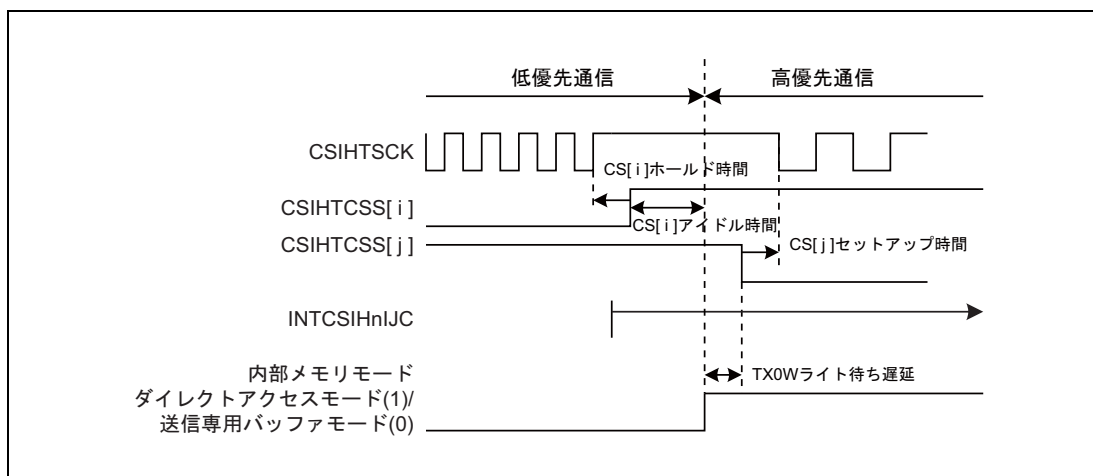 低優先通信 高優先通信
CSIHTSCK
CS[ i ]ホールド時間
CSIHTCSS[ i ]
CS[ i ]アイドル時間
CSIHTCSS[ j ]
CS[ j ]セットアップ時間
INTCSIHnIJC
内部メモリモード
TX0Wライト待ち遅延
ダイレクトアクセスモード(1)/
送信専用バッファモード(0)